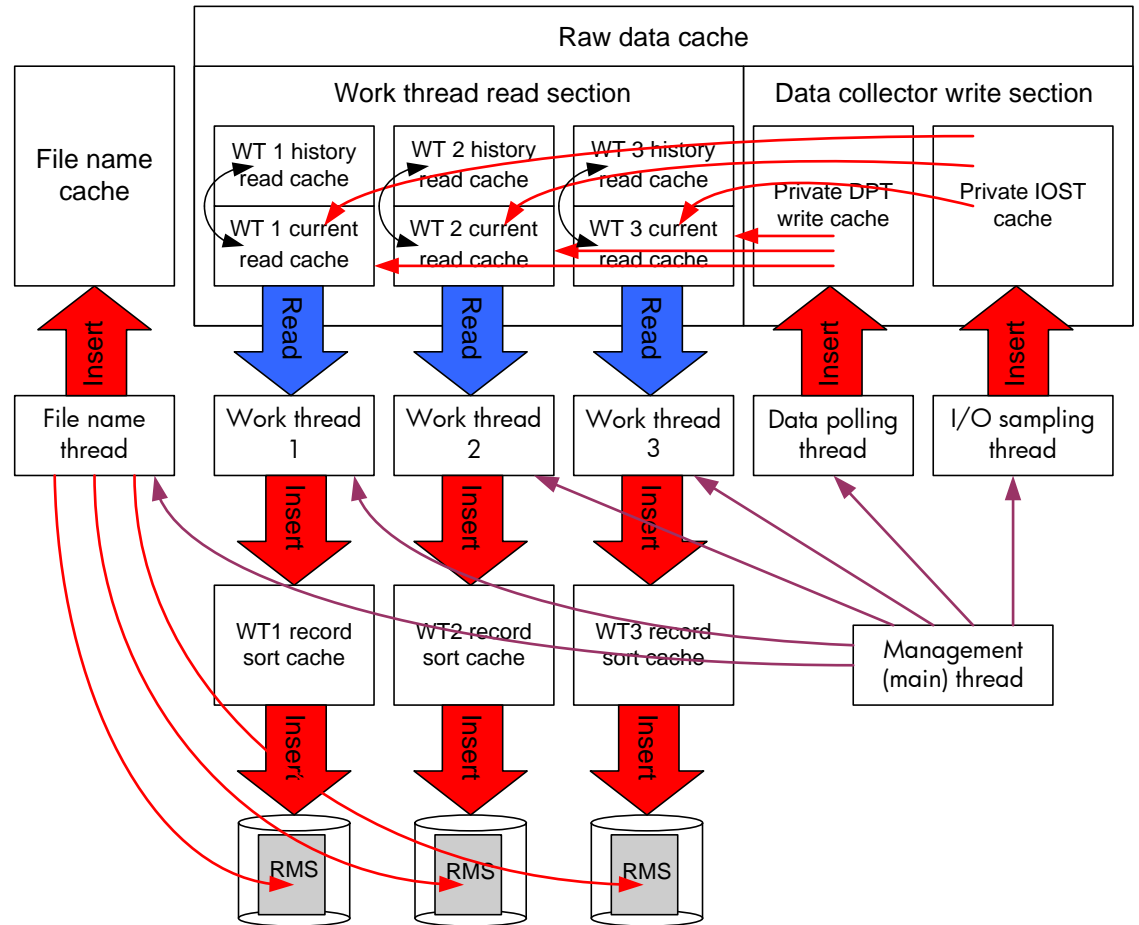 Raw data cache
File name
cache
Work thread read section
Data collector write section
WT 1 history
read cache
WT 2 history
read cache
WT 3 history
read cache
WT 1 current
read cache
WT 2 current
read cache
WT 3 current
read cache
Private DPT
write cache
Private IOST
cache
Insert
Read
Read
Read
Insert
Insert
File name
thread
Work thread
1
Work thread
2
Work thread
3
Data polling
thread
I/O sampling
thread
Insert
Insert
Insert
WT1 record
sort cache
WT2 record
sort cache
WT3 record
sort cache
Management
(main) thread
Insert
Insert
Insert
RMS
RMS
RMS